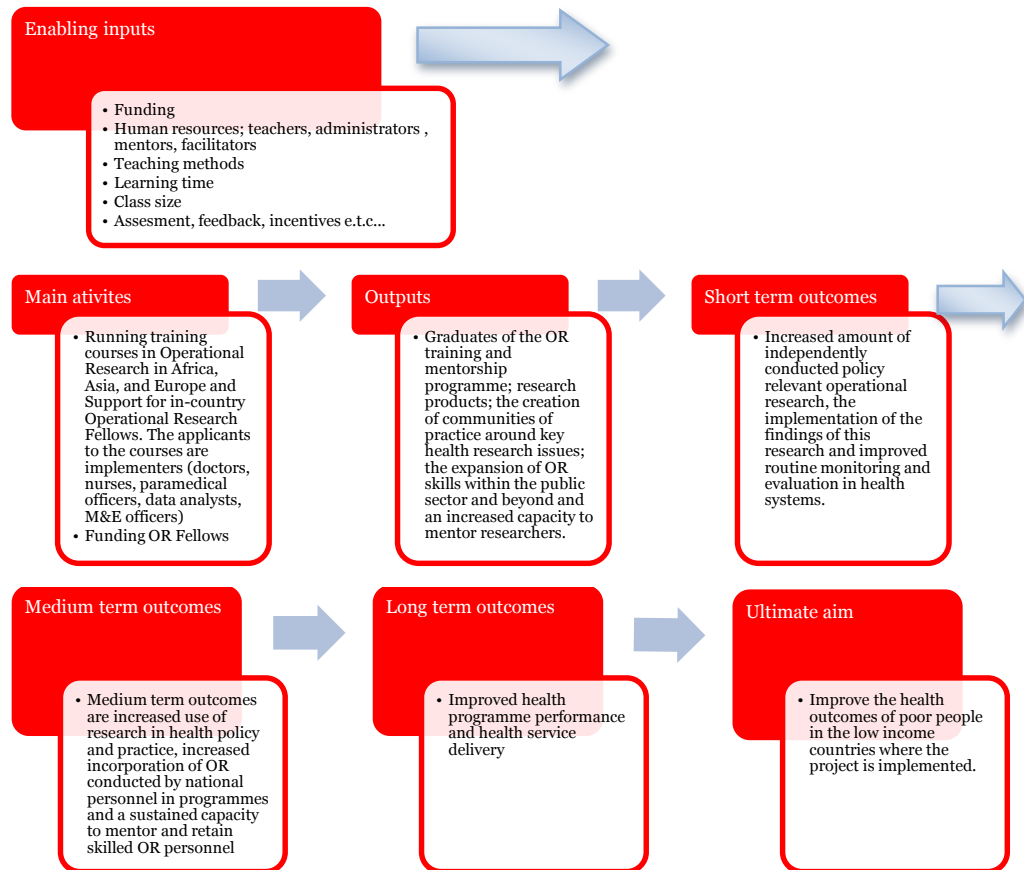 Enabling inputs
• Funding
• Human resources; teachers, administrators ,
mentors, facilitators
• Teaching methods
• Learning time
• Class size
• Assesment, feedback, incentives e.t.c...
Main ativites
• Running training
courses in Operational
Research in Africa,
Asia, and Europe and
Support for in-country
Operational Research
Fellows. The applicants
to the courses are
implementers (doctors,
nurses, paramedical
officers, data analysts,
M&E officers)
• Funding OR Fellows
Outputs
• Graduates of the OR
training and
mentorship
programme; research
products; the creation
of communities of
practice around key
health research issues;
the expansion of OR
skills within the public
sector and beyond and
an increased capacity to
mentor researchers.
Short term outcomes
• Increased amount of
independently
conducted policy
relevant operational
research, the
implementation of the
findings of this
research and improved
routine monitoring and
evaluation in health
systems.
Medium term outcomes
• Medium term outcomes
are increased use of
research in health policy
and practice, increased
incorporation of OR
conducted by national
personnel in programmes
and a sustained capacity
to mentor and retain
skilled OR personnel
Long term outcomes
• Improved health
programme performance
and health service
delivery
Ultimate aim
• Improve the health
outcomes of poor people
in the low income
countries where the
project is implemented.